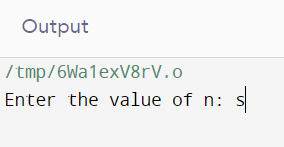 Output
/tmp/6Wa1exV8rV.o
Enter the value of n: s